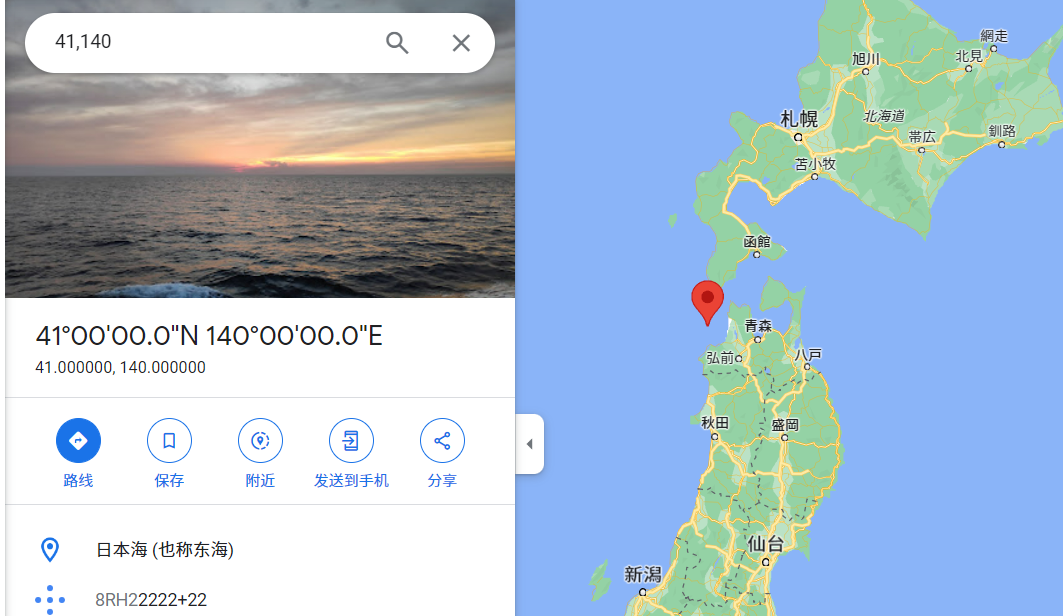 41,140
41°00'00.0"N 140°00'00.0"E
41.000000, 140.000000
路线
保存
附近
发送到手机
分享
日本海 (也称东海)
8RH22222+22
網走
旭川
北見
札幌
北海道
帯広
釧路
苫小牧
函館
青森
弘前
八戸
秋田
盛岡
仙台
新潟